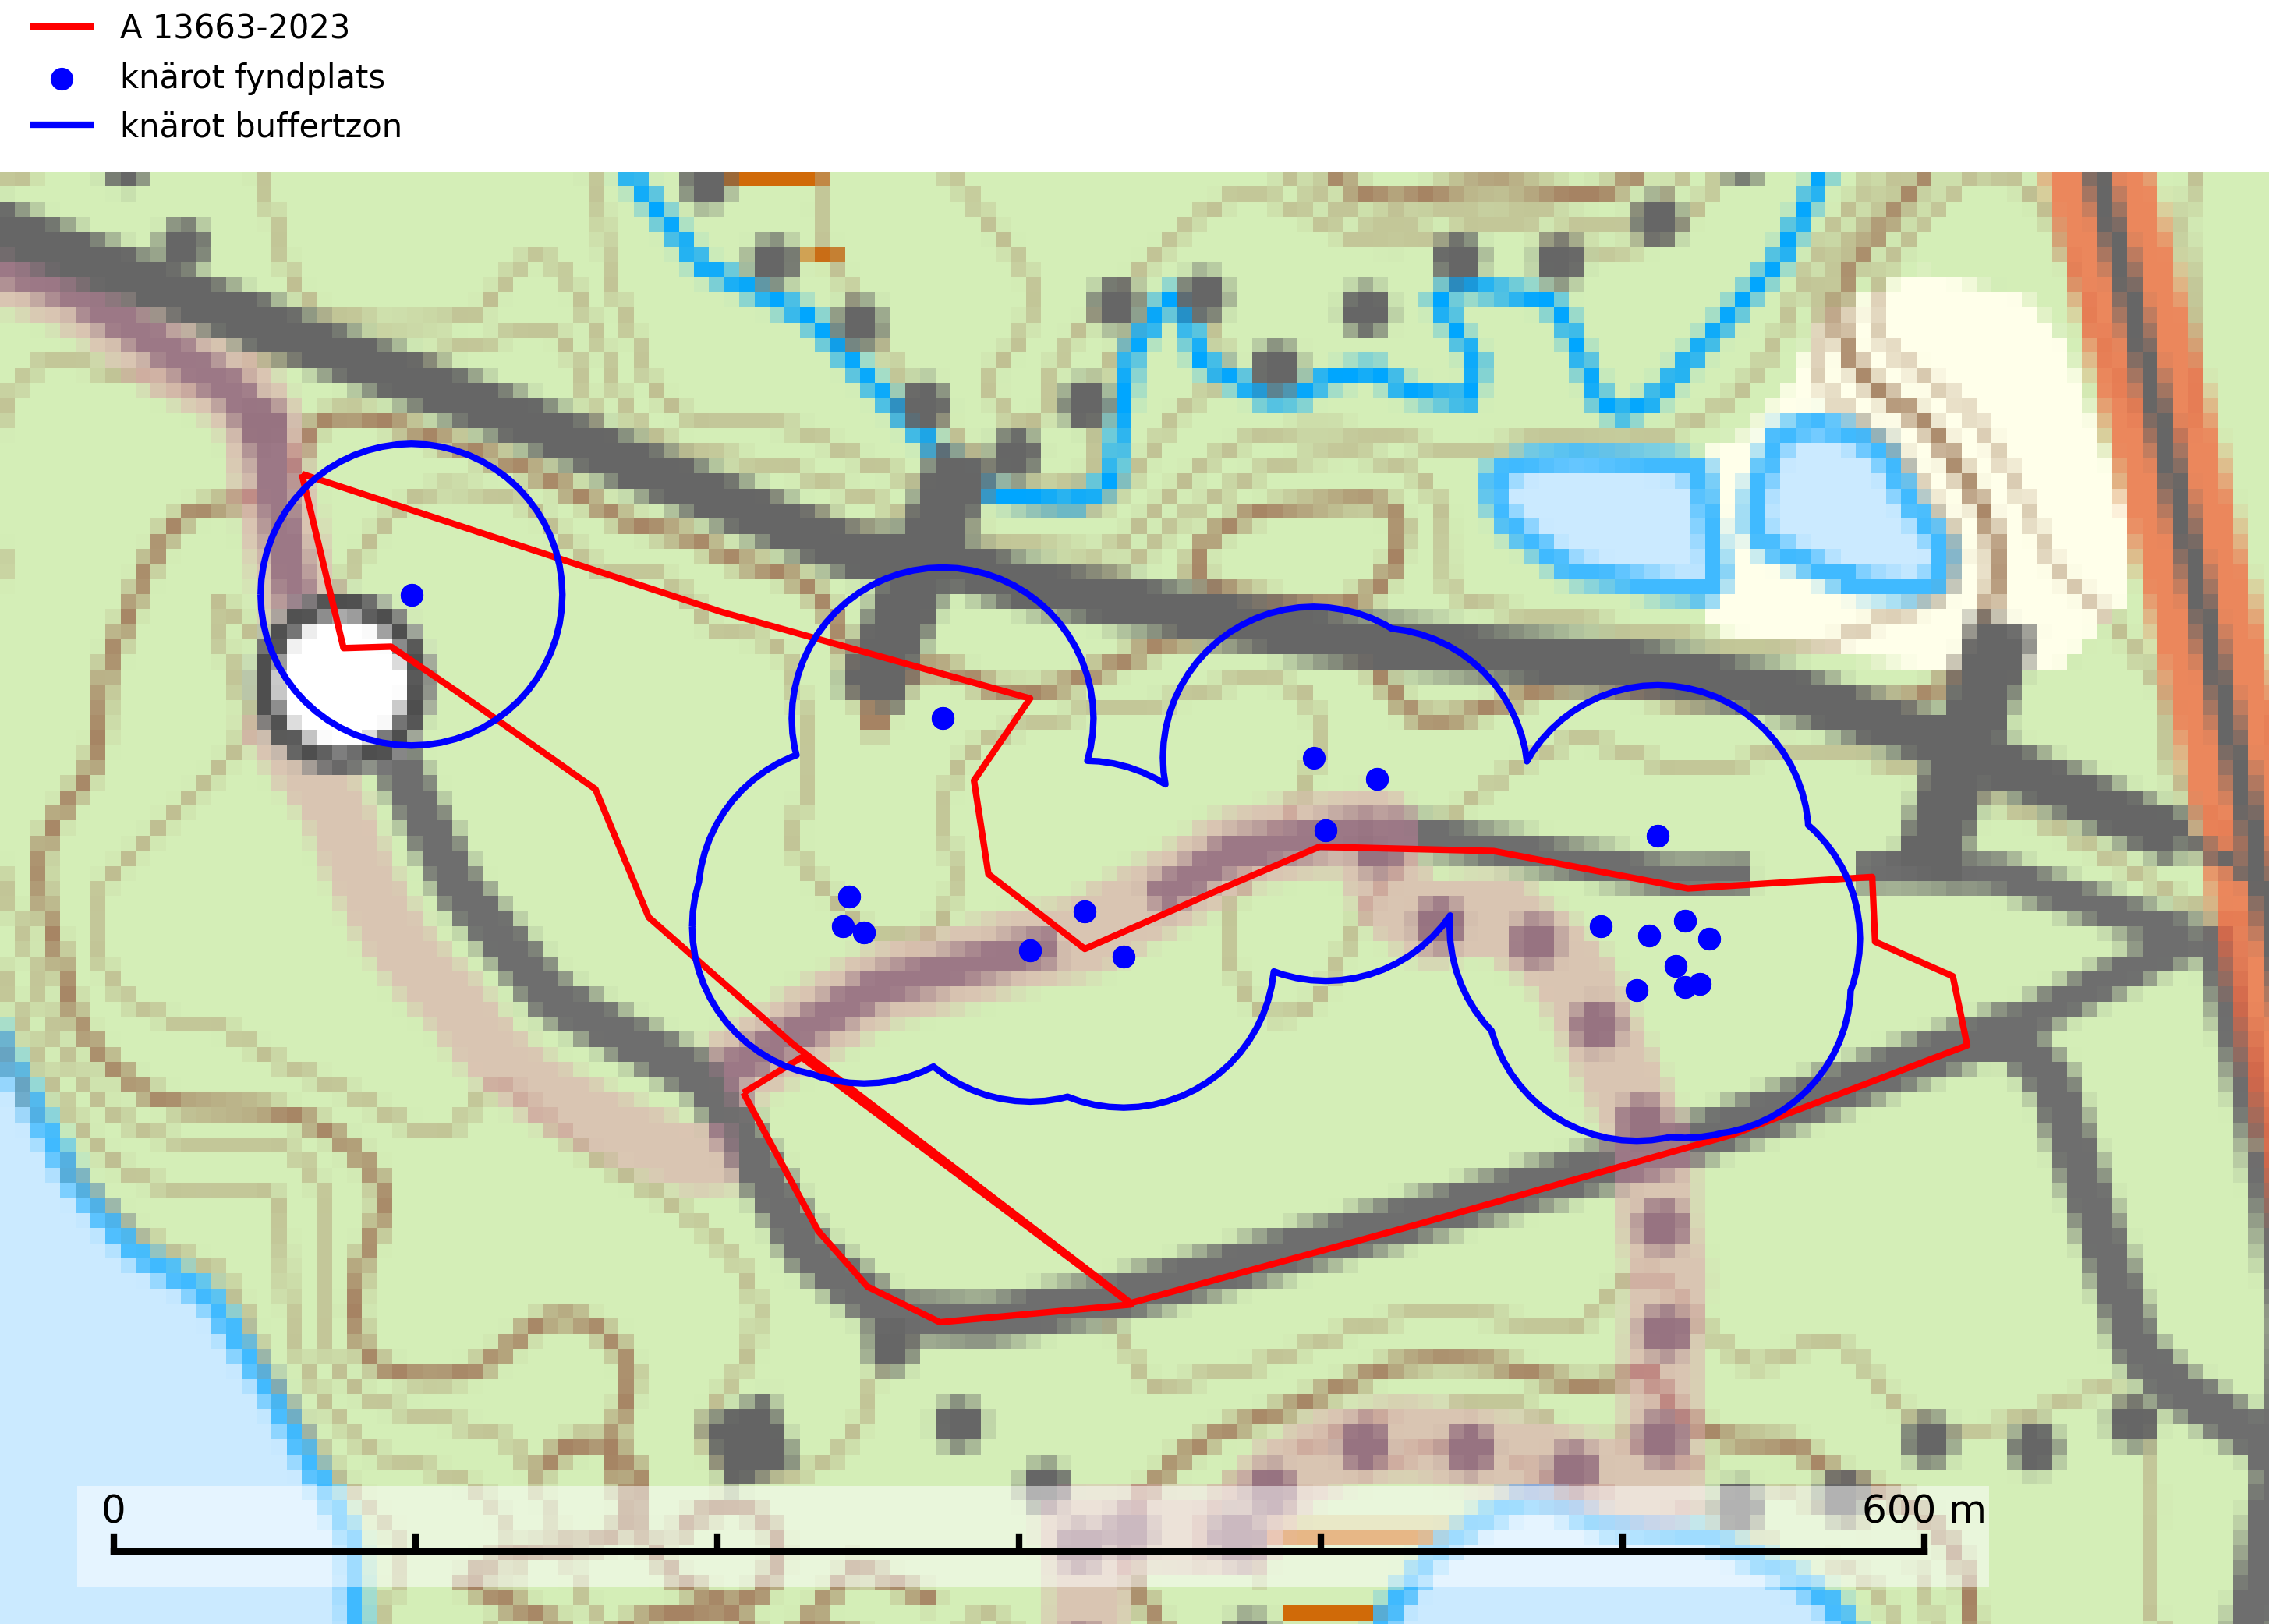 A 13663-2023
knärot fyndplats
knärot buffertzon
0
600 m